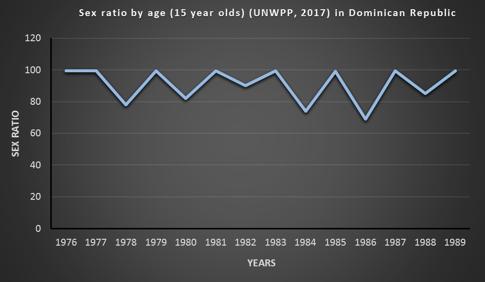 Sex ratio by age (15 year olds) (UNWPP, 2017) in Dominican Republic
120
100
80
60
40
20
0
SEX RATIO
1976 1977 1978 1979 1980 1981 1982 1983 1984 1985 1986 1987 1988 1989
YEARS